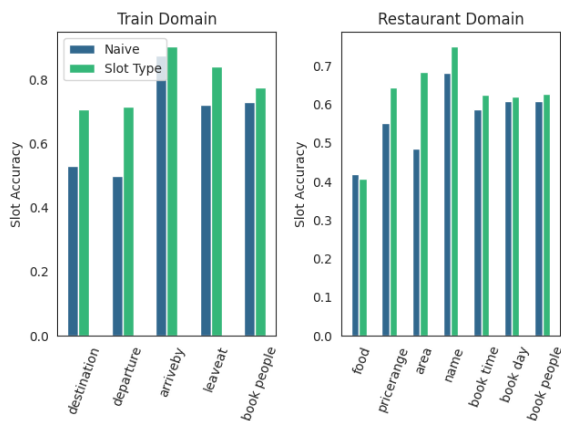 Train Domain
Restaurant Domain
Naive
Slot Type
Slot Accuracy
0.8
0.6
0.4
0.2
0.0
destination
departure
arriveby
leaveat
book people
Slot Accuracy
0.7
0.6
0.5
0.4
0.3
0.2
0.1
0.0
food
pricerange
area
name
book time
book day
book people